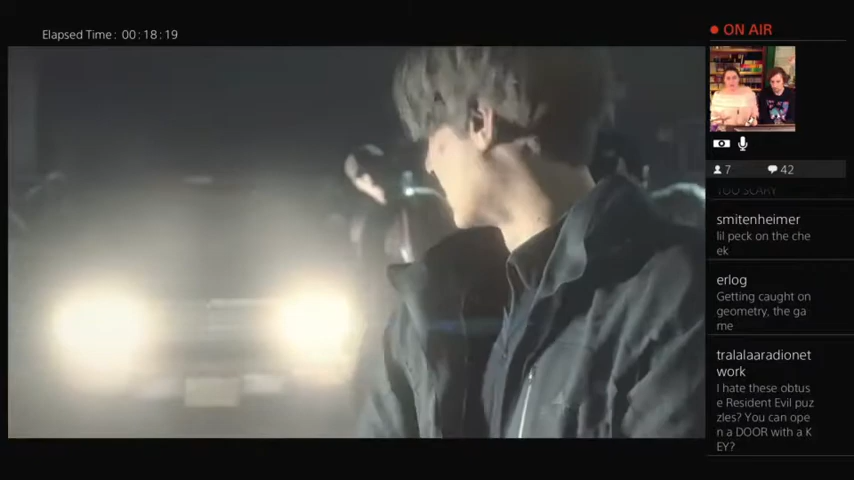 Elapsed Time: 00:18:19
ON AIR
7 42
TOO SCARY
smitenheimer
lil peck on the che
ek
erlog
Getting caught on
geometry, the ga
me
tralalaaradionet
work
I hate these obtus
e Resident Evil puz
zles? You can ope
n a DOOR with a K
EY?